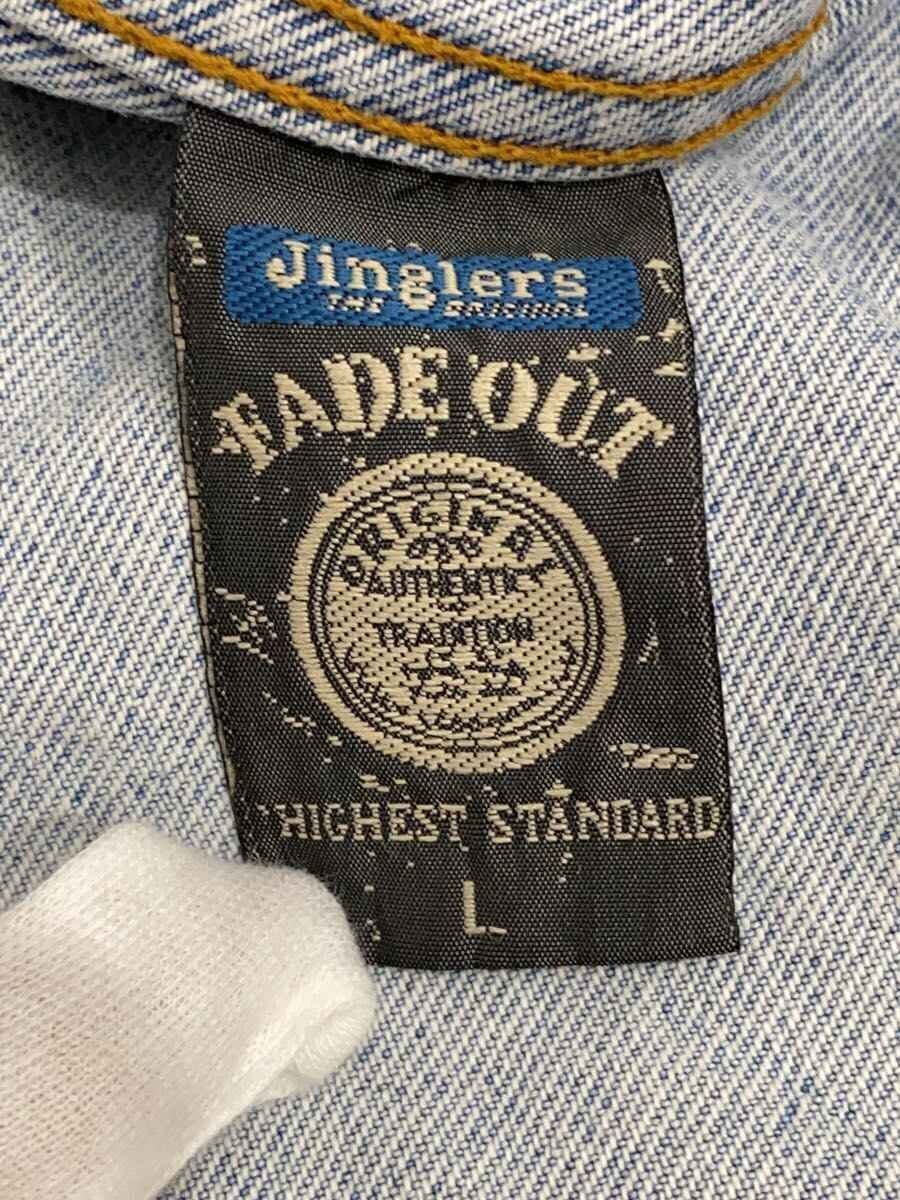 Jinglers
THE ORIGINAL
FADE OUT
ORIGINAL
AUTHENTIC
TRADITION
HIGHEST STANDARD
L